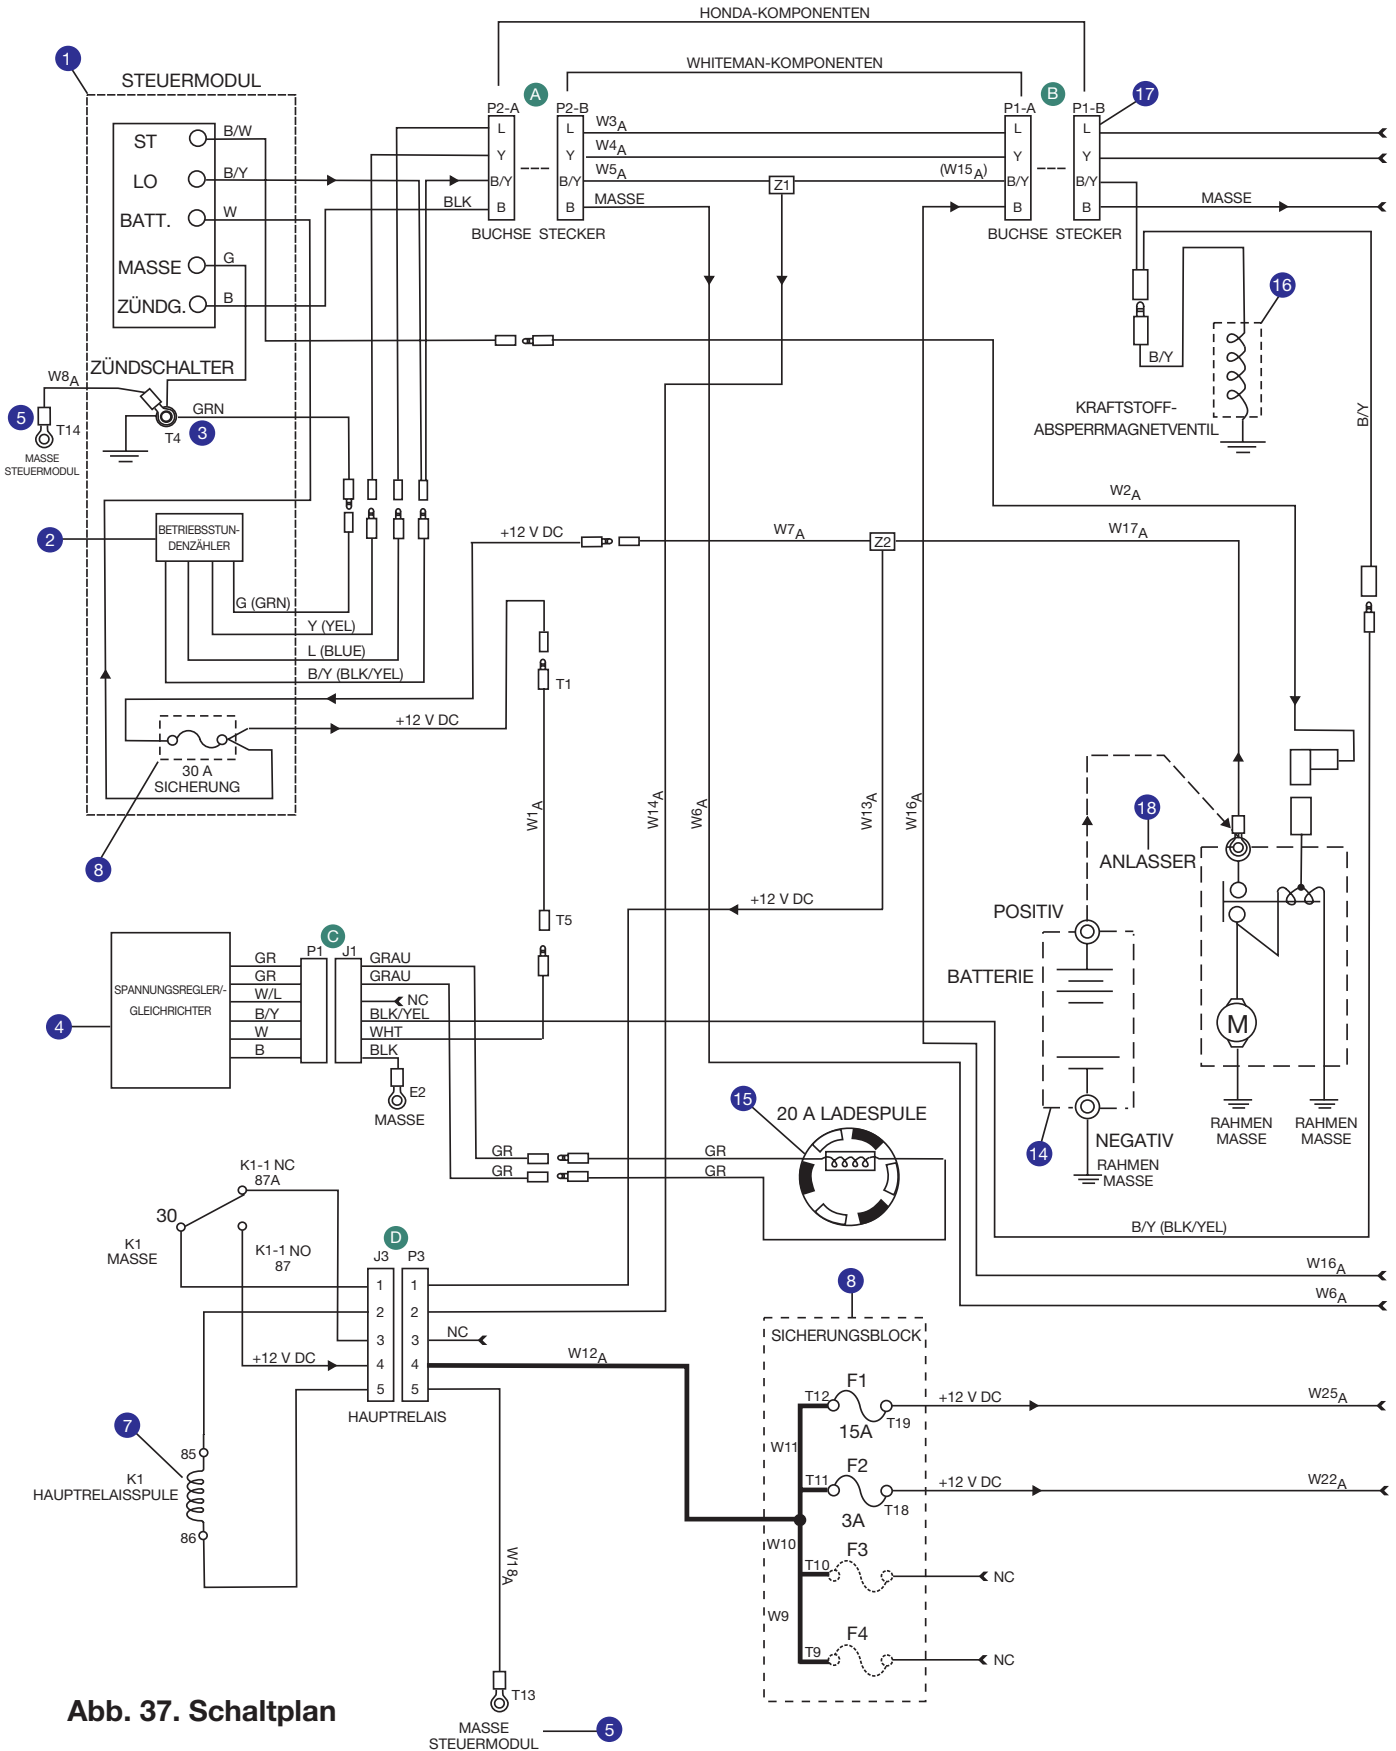 HONDA-KOMPONENTEN
WHITEMAN-KOMPONENTEN
1
STEUERMODUL
A
B
17
P2-A
P2-B
P1-A
P1-B
ST
B/W
L
L
W3A
L
L
W4A
Y
Y
Y
Y
LO
B/Y
W5A
(W15A)
B/Y
B/Y
Z1
B/Y
B/Y
BATT.
W
BLK
B
B
MASSE
B
B
MASSE
BUCHSE
STECKER
BUCHSE
STECKER
MASSE
G
16
ZÜNDG.
B
B/Y
ZÜNDSCHALTER
W8A
5
T14
GRN
T4
3
KRAFTSTOFF-
ABSPERRMAGNETVENTIL
B/Y
MASSE
STEUERMODUL
W2A
2
BETRIEBSSTUN-
DENZÄHLER
+12 V DC
W7A
Z2
W17A
G (GRN)
Y (YEL)
L (BLUE)
B/Y (BLK/YEL)
T1
+12 V DC
30 A
SICHERUNG
W1A
W14A
W6A
W13A
W16A
18
8
ANLASSER
+12 V DC
T5
POSITIV
C
P1
J1
GR
GRAU
GR
GRAU
BATTERIE
SPANNUNGSREGLER/-
GLEICHRICHTER
W/L
NC
B/Y
BLK/YEL
4
W
WHT
M
B
BLK
E2
MASSE
15
20 A LADESPULE
RAHMEN
MASSE
RAHMEN
MASSE
14
NEGATIV
RAHMEN
MASSE
GR
GR
GR
GR
K1-1 NC
87A
30
K1
MASSE
K1-1 NO
87
D
J3
P3
B/Y (BLK/YEL)
W16A
8
1
1
W6A
2
2
SICHERUNGSBLOCK
3
3
NC
+12 V DC
4
4
W12A
5
5
HAUPTRELAIS
F1
T12
T19
15A
+12 V DC
W25A
7
W11
85
F2
T11
T18
3A
+12 V DC
W22A
K1
HAUPTRELAISSPULE
86
W10
F3
T10
NC
W18A
W9
F4
T9
NC
T13
MASSE
STEUERMODUL
5
Abb. 37. Schaltplan